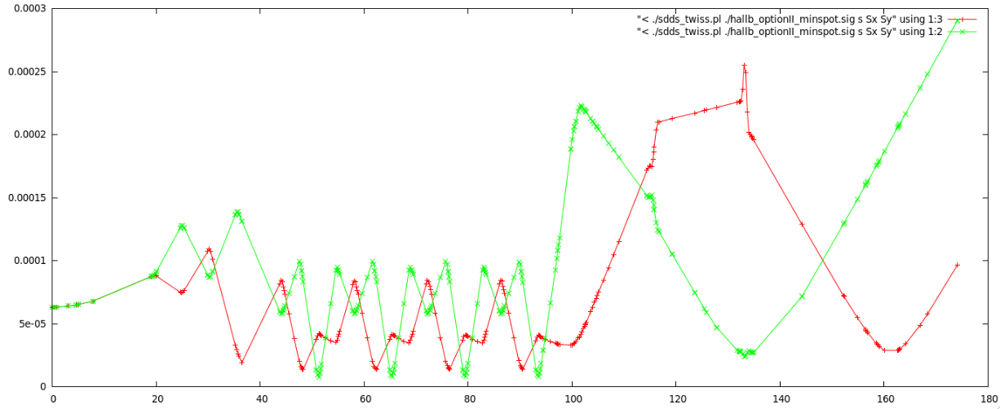 0.0003
"< ./sdds_twiss.pl ./hallb_optionII_minspot.sig s Sx Sy" using 1:3
"< ./sdds_twiss.pl ./hallb_optionII_minspot.sig s Sx Sy" using 1:2
0.00025
0.0002
0.00015
0.0001
5e-05
0
0 20 40 60 80 100 120 140 160 180